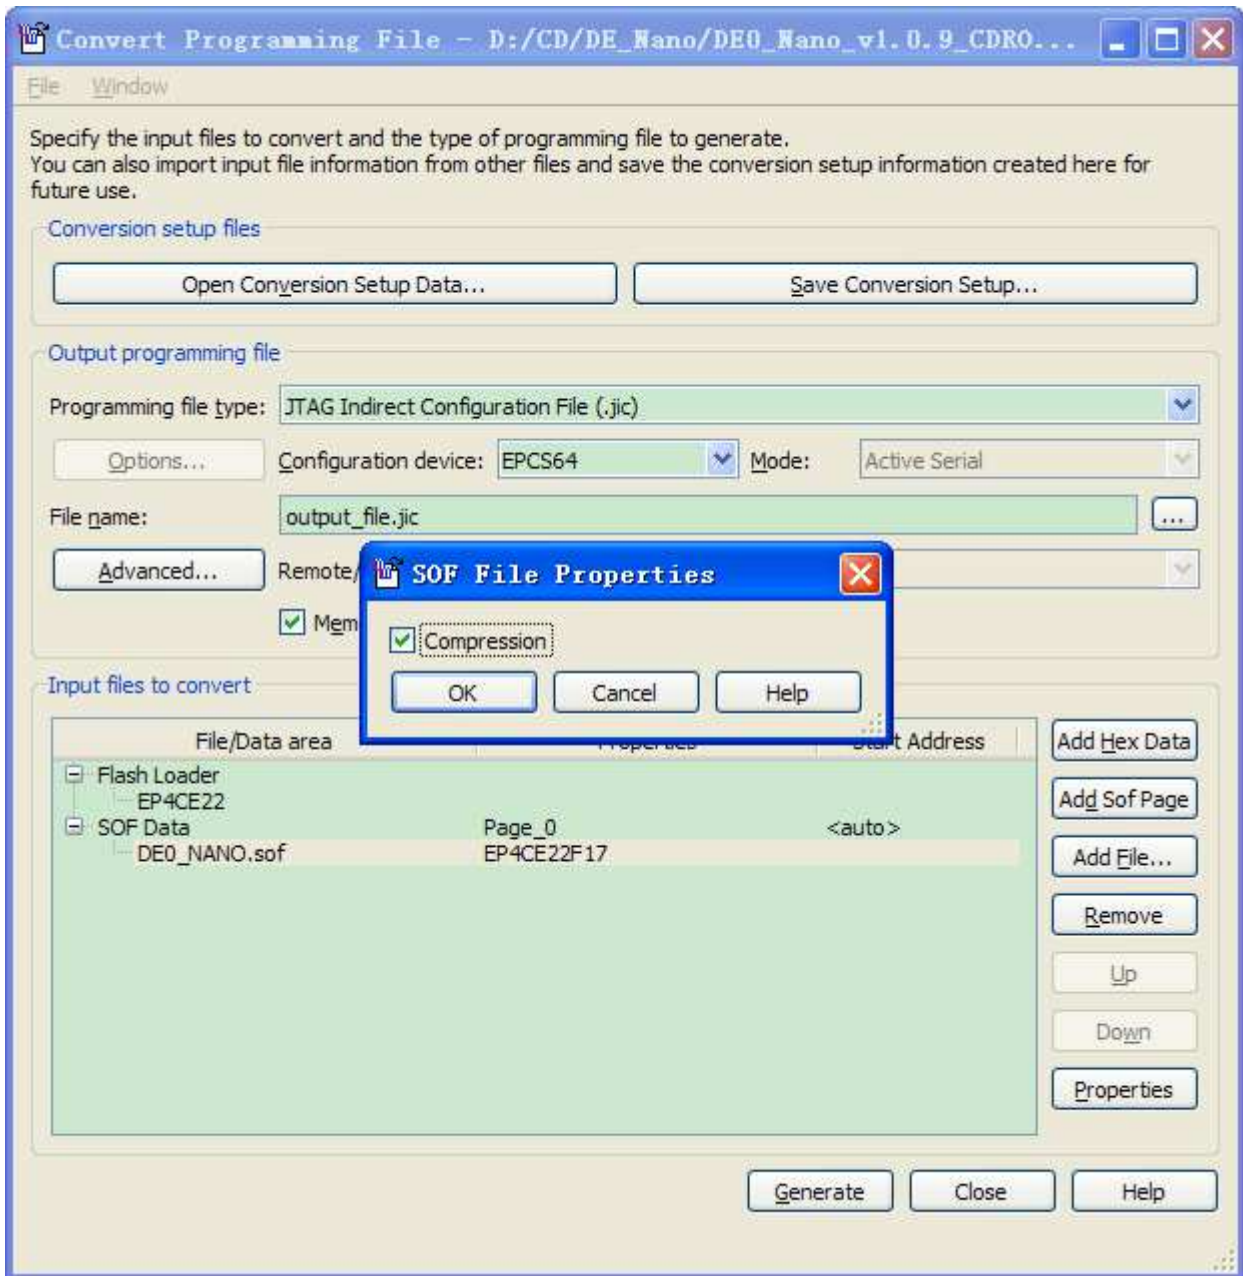 Convert Programming File - D:/CD/DE_Nano/DE0_Nano_v1.0.9_CDRO...
File Window
Specify the input files to convert and the type of programming file to generate.
You can also import input file information from other files and save the conversion setup information created here for
future use.
Conversion setup files
Open Conversion Setup Data... Save Conversion Setup...
Output programming file
Programming file type: JTAG Indirect Configuration File (.jic)
Options... Configuration device: EPCS64 Mode: Active Serial
File name: output_file.jic ...
Advanced... Remote/
SOF File Properties
Mem
Compression
OK Cancel Help
Input files to convert
File/Data area Properties Start Address
Flash Loader
EP4CE22
SOF Data Page_0 <auto>
DE0_NANO.sof EP4CE22F17
Add Hex Data
Add Sof Page
Add File...
Remove
Up
Down
Properties
Generate Close Help